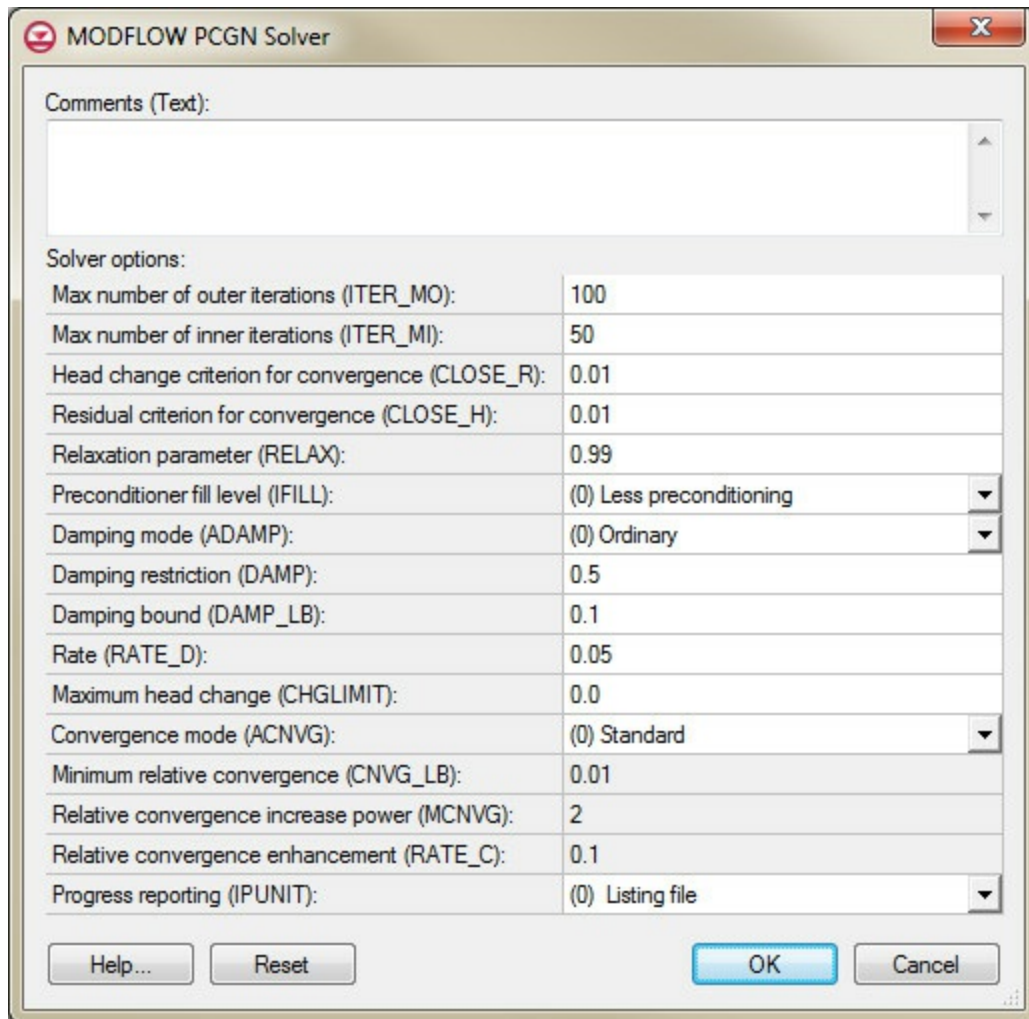 MODFLOW PCGN Solver
Comments (Text):
Solver options:
Max number of outer iterations (ITER_MO): 100
Max number of inner iterations (ITER_MI): 50
Head change criterion for convergence (CLOSE_R): 0.01
Residual criterion for convergence (CLOSE_H): 0.01
Relaxation parameter (RELAX): 0.99
Preconditioner fill level (IFILL): (0) Less preconditioning
Damping mode (ADAMP): (0) Ordinary
Damping restriction (DAMP): 0.5
Damping bound (DAMP_LB): 0.1
Rate (RATE_D): 0.05
Maximum head change (CHGLIMIT): 0.0
Convergence mode (ACNVG): (0) Standard
Minimum relative convergence (CNVG_LB): 0.01
Relative convergence increase power (MCNVG): 2
Relative convergence enhancement (RATE_C): 0.1
Progress reporting (IPUNIT): (0) Listing file
Help... Reset OK Cancel